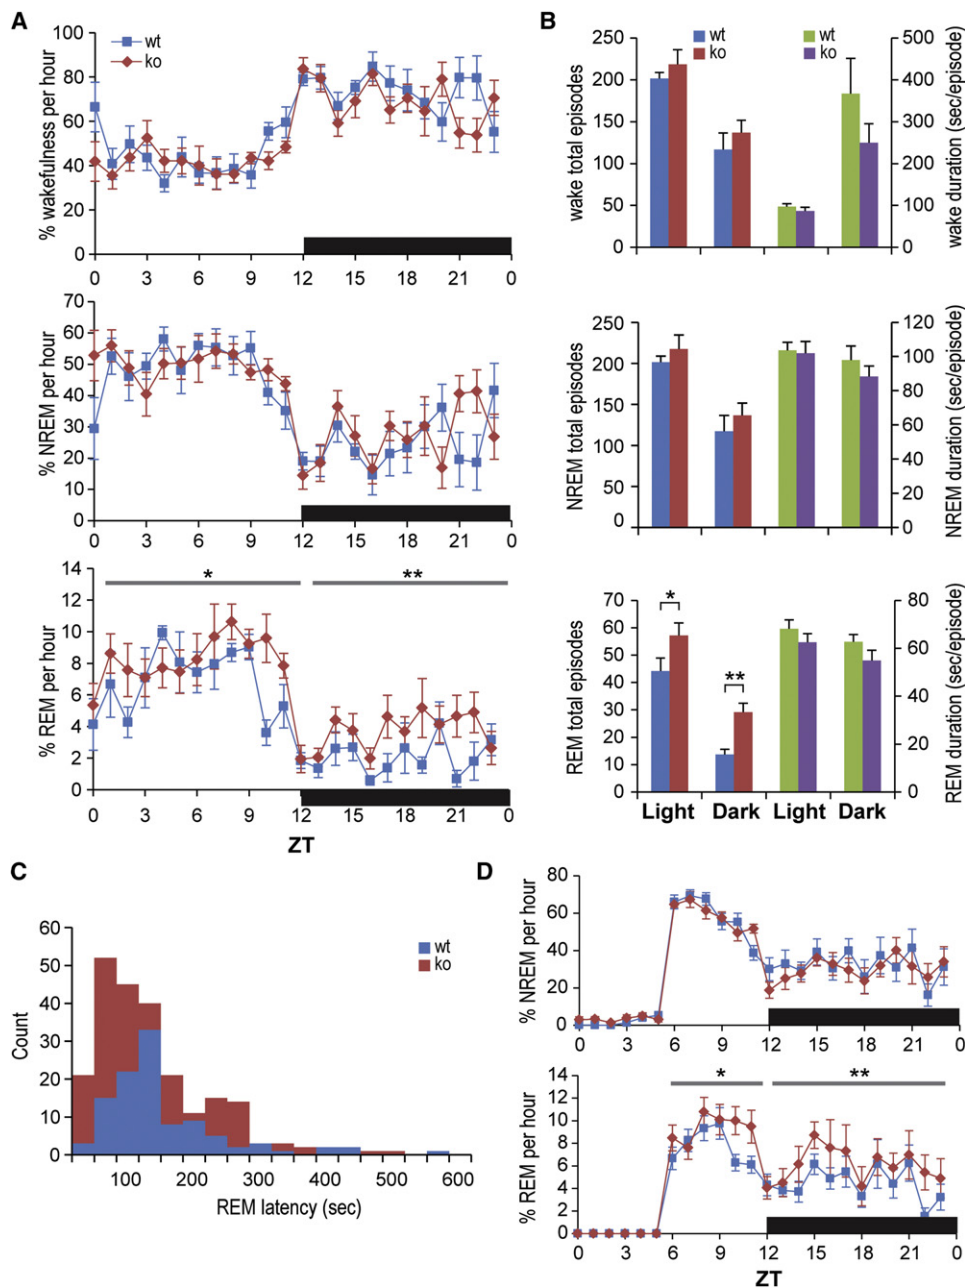 A
wt
ko
% wakefullness per hour
100
80
60
40
20
0
0 3 6 9 12 15 18 21 0
% NREM per hour
70
60
50
40
30
20
10
0
0 3 6 9 12 15 18 21 0
% REM per hour
14
12
10
8
6
4
2
0
* **
0 3 6 9 12 15 18 21 0
ZT
B
wt
ko
wt
ko
wake total episodes
250
200
150
100
50
0
500
400
300
200
100
0
wake duration (sec/episode)
NREM total episodes
250
200
150
100
50
0
120
100
80
60
40
20
0
NREM duration (sec/episode)
REM total episodes
70
60
50
40
30
20
10
0
*
**
80
60
40
20
0
REM duration (sec/episode)
Light Dark Light Dark
C
wt
ko
Count
60
50
40
30
20
10
0
100 200 300 400 500 600
REM latency (sec)
D
% NREM per hour
80
60
40
20
0
0 3 6 9 12 15 18 21 0
% REM per hour
14
12
10
8
6
4
2
0
* **
0 3 6 9 12 15 18 21 0
ZT